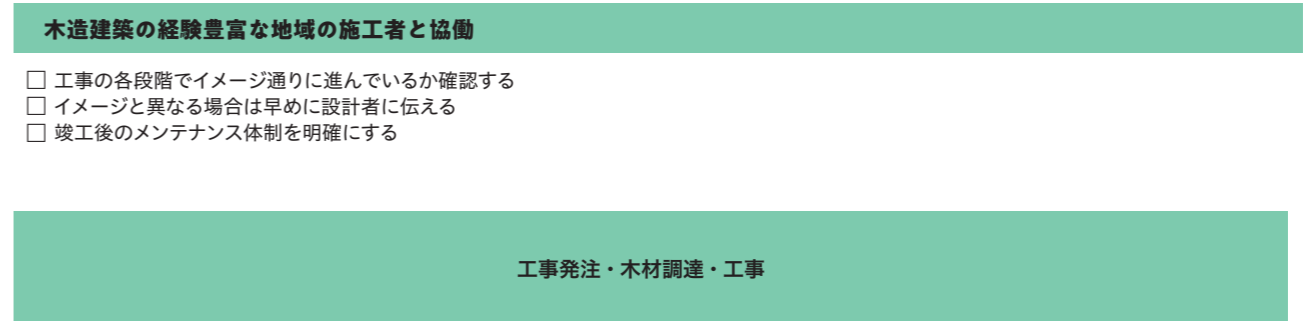 木造建築の経験豊富な地域の施工者と協働
□ 工事の各段階でイメージ通りに進んでいるか確認する
□ イメージと異なる場合は早めに設計者に伝える
□ 竣工後のメンテナンス体制を明確にする
工事発注・木材調達・工事